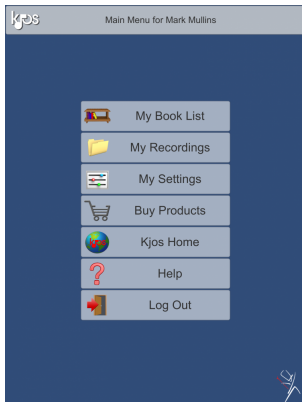 kjos
Main Menu for Mark Mullins
My Book List
My Recordings
My Settings
Buy Products
Kjos Home
Help
Log Out